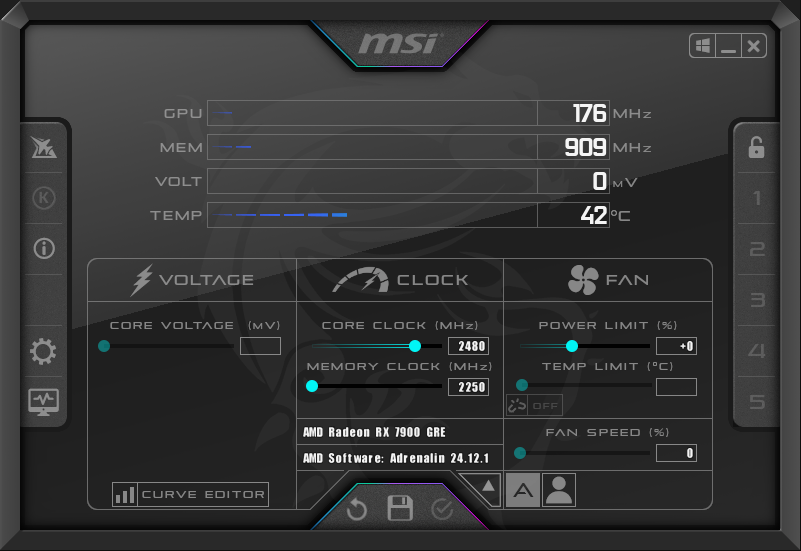 msi
GPU 176 MHz
MEM 909 MHz
VOLT 0 MV
TEMP 42 °C
K
1
2
3
4
5
VOLTAGE CLOCK FAN
CORE VOLTAGE (MV) CORE CLOCK (MHz) POWER LIMIT (%)
2480 +0
MEMORY CLOCK (MHz) TEMP LIMIT (°C)
2250
OFF
AMD Radeon RX 7900 GRE FAN SPEED (%)
AMD Software: Adrenalin 24.12.1 0
CURVE EDITOR A